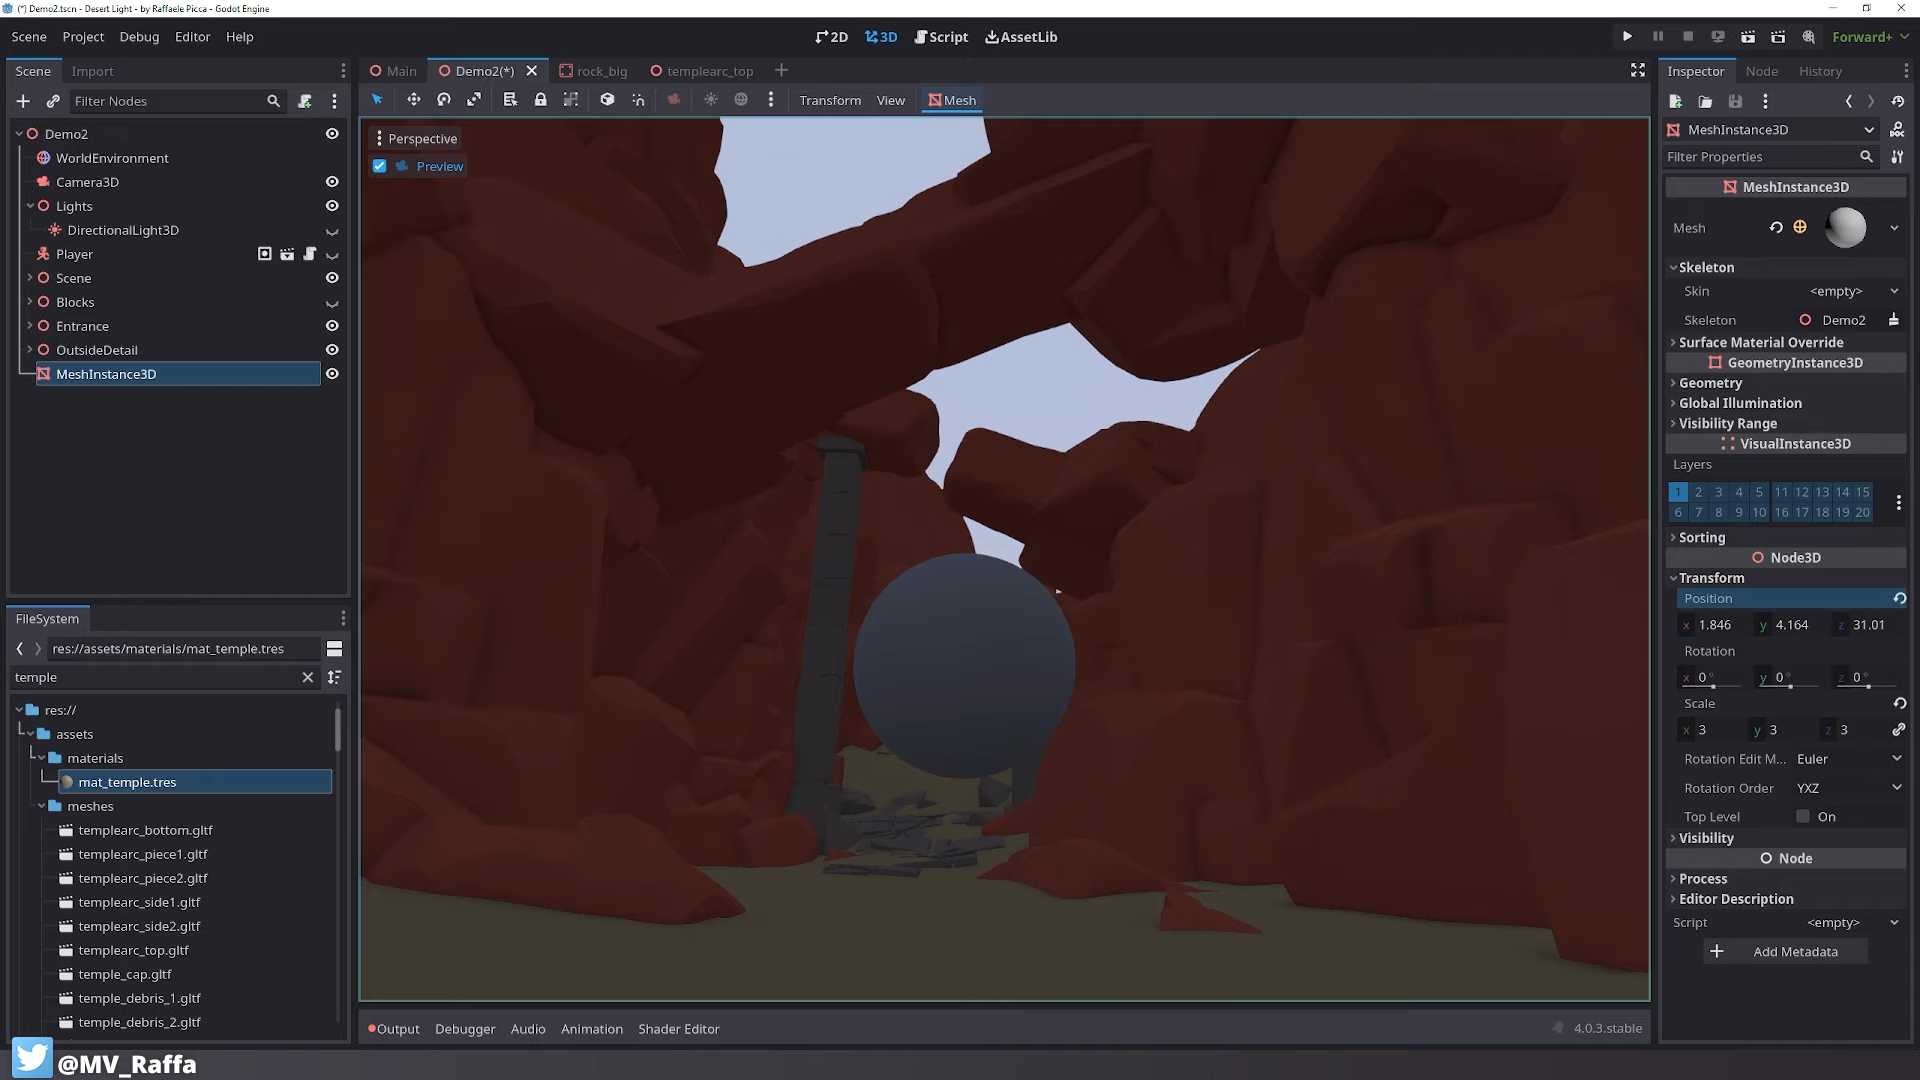 (*) Demo2.tscn - Desert Light - by Raffaele Picca - Godot Engine
Scene Project Debug Editor Help
2D 3D Script AssetLib
Forward+
Scene Import
Main Demo2(*) rock_big templearc_top
Inspector Node History
Filter Nodes
Transform View Mesh
Perspective
Preview
Demo2
WorldEnvironment
Camera3D
Lights
DirectionalLight3D
Player
Scene
Blocks
Entrance
OutsideDetail
MeshInstance3D
FileSystem
res://assets/materials/mat_temple.tres
temple
res://
assets
materials
mat_temple.tres
meshes
templearc_bottom.gltf
templearc_piece1.gltf
templearc_piece2.gltf
templearc_side1.gltf
templearc_side2.gltf
templearc_top.gltf
temple_cap.gltf
temple_debris_1.gltf
temple_debris_2.gltf
Output Debugger Audio Animation Shader Editor
4.0.3.stable
MeshInstance3D
Filter Properties
MeshInstance3D
Mesh
Skeleton
Skin <empty>
Skeleton Demo2
Surface Material Override
GeometryInstance3D
Geometry
Global Illumination
Visibility Range
VisualInstance3D
Layers
1 2 3 4 5 11 12 13 14 15
6 7 8 9 10 16 17 18 19 20
Sorting
Node3D
Transform
Position
x 1.846 y 4.164 z 31.01
Rotation
x 0° y 0° z 0°
Scale
x 3 y 3 z 3
Rotation Edit M... Euler
Rotation Order YXZ
Top Level On
Visibility
Node
Process
Editor Description
Script <empty>
Add Metadata
@MV_Raffa